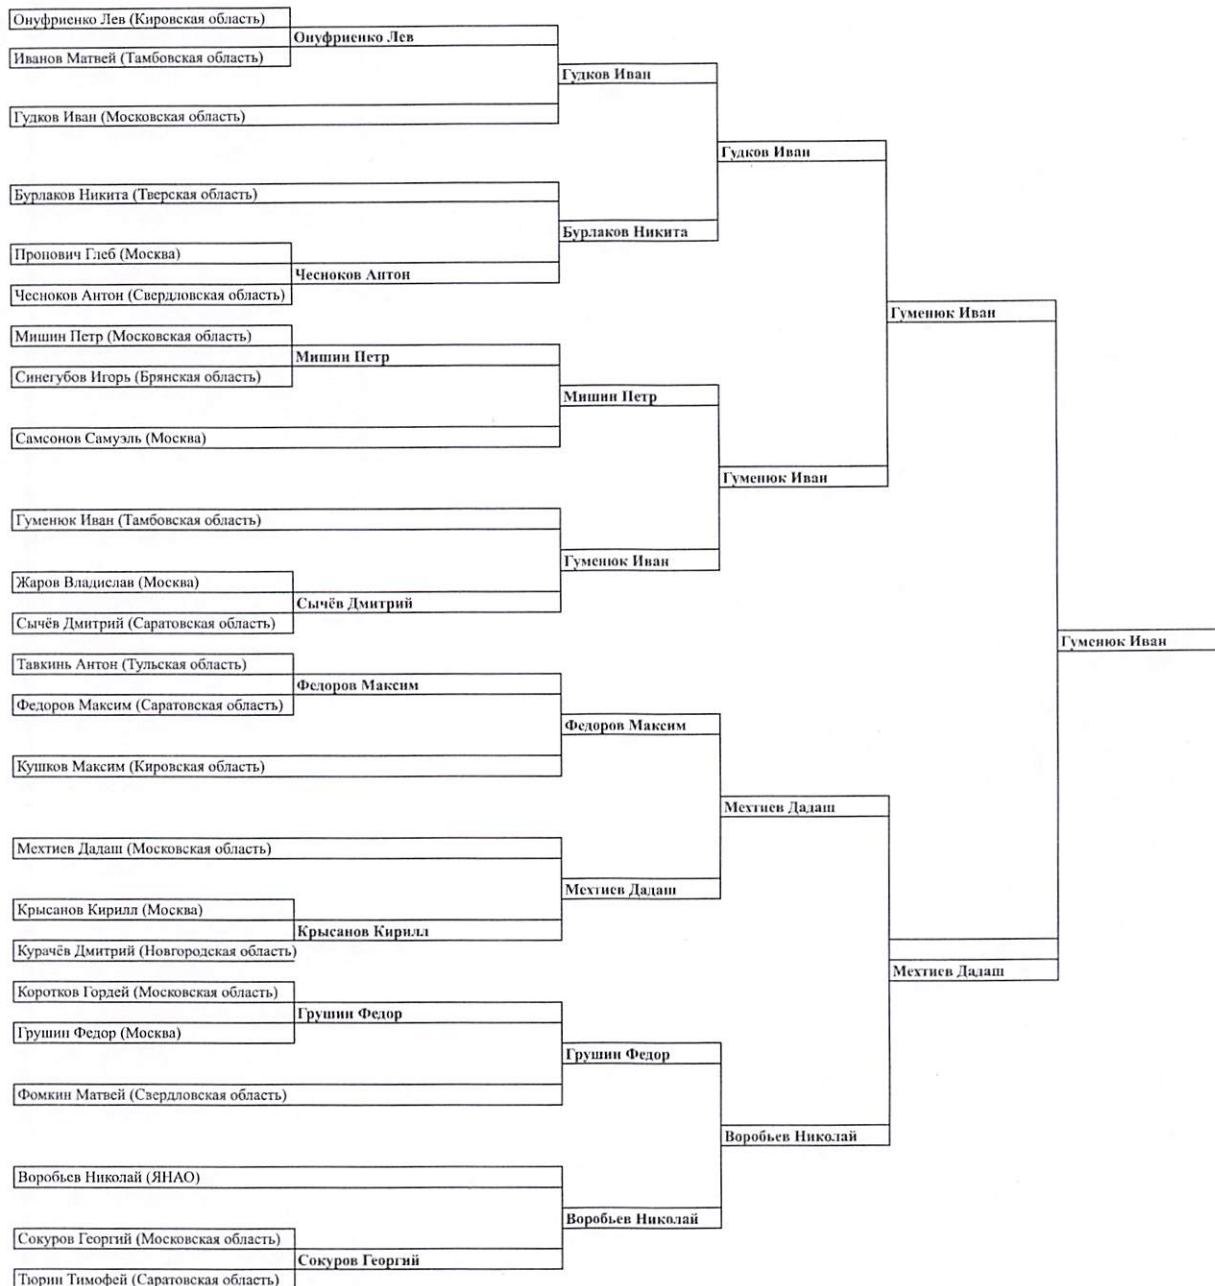 Онуфриенко Лев (Кировская область)
Онуфриенко Лев
Иванов Матвей (Тамбовская область)
Гудков Иван
Гудков Иван (Московская область)
Гудков Иван
Бурлаков Никита (Тверская область)
Бурлаков Никита
Пронович Глеб (Москва)
Чесноков Антон
Чесноков Антон (Свердловская область)
Гуменюк Иван
Мишин Петр (Московская область)
Мишин Петр
Синегубов Игорь (Брянская область)
Мишин Петр
Самсонов Самуэль (Москва)
Гуменюк Иван
Гуменюк Иван (Тамбовская область)
Гуменюк Иван
Жаров Владислав (Москва)
Сычёв Дмитрий
Сычёв Дмитрий (Саратовская область)
Гуменюк Иван
Тавкинь Антон (Тульская область)
Федоров Максим
Федоров Максим (Саратовская область)
Федоров Максим
Кушков Максим (Кировская область)
Мехтиев Дадаш
Мехтиев Дадаш (Московская область)
Мехтиев Дадаш
Крысанов Кирилл (Москва)
Крысанов Кирилл
Курачёв Дмитрий (Новгородская область)
Мехтиев Дадаш
Коротков Гордей (Московская область)
Грушин Федор
Грушин Федор (Москва)
Грушин Федор
Фомкин Матвей (Свердловская область)
Воробьев Николай
Воробьев Николай (ЯНАО)
Воробьев Николай
Сокуров Георгий (Московская область)
Сокуров Георгий
Тюрин Тимофей (Саратовская область)